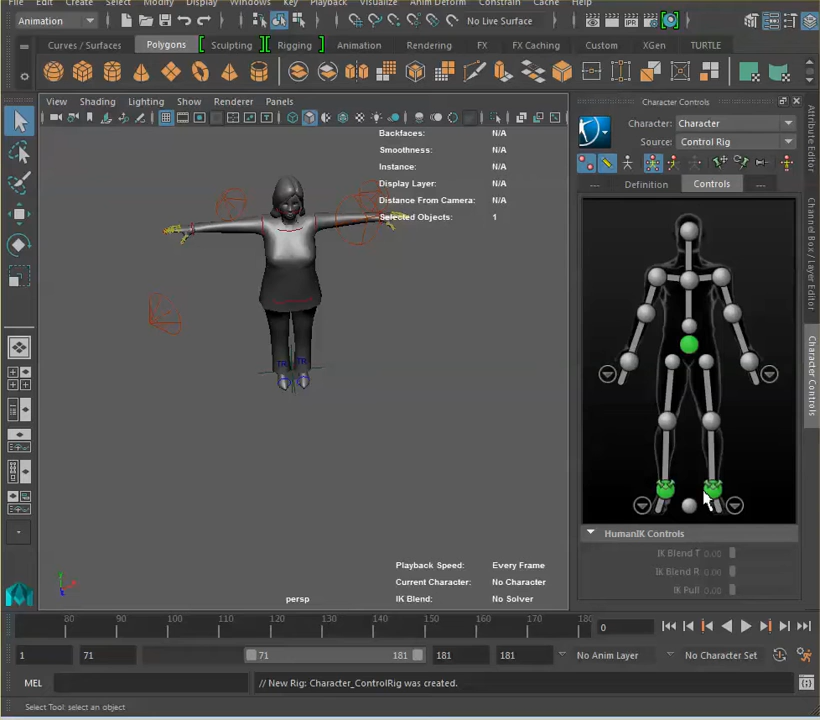 File Edit Create Select Modify Display Windows Key Playback Visualize Anim Deform Constrain Cache Help
Animation No Live Surface IPR
Curves / Surfaces Polygons Sculpting Rigging Animation Rendering FX FX Caching Custom XGen TURTLE
View Shading Lighting Show Renderer Panels
Character Controls
Character: Character
Source: Control Rig
--- Definition Controls ---
Backfaces: N/A
Smoothness: N/A
Instance: N/A
Display Layer: N/A
Distance From Camera: N/A
Selected Objects: 1
Attribute Editor
Channel Box / Layer Editor
Character Controls
HumanIK Controls
IK Blend T 0.00
IK Blend R 0.00
IK Pull 0.00
Playback Speed: Every Frame
Current Character: No Character
IK Blend: No Solver
persp
80 90 100 110 120 130 140 150 160 170 180 0
1 71 71 181 181 181 No Anim Layer No Character Set
MEL // New Rig: Character_ControlRig was created.
Select Tool: select an object